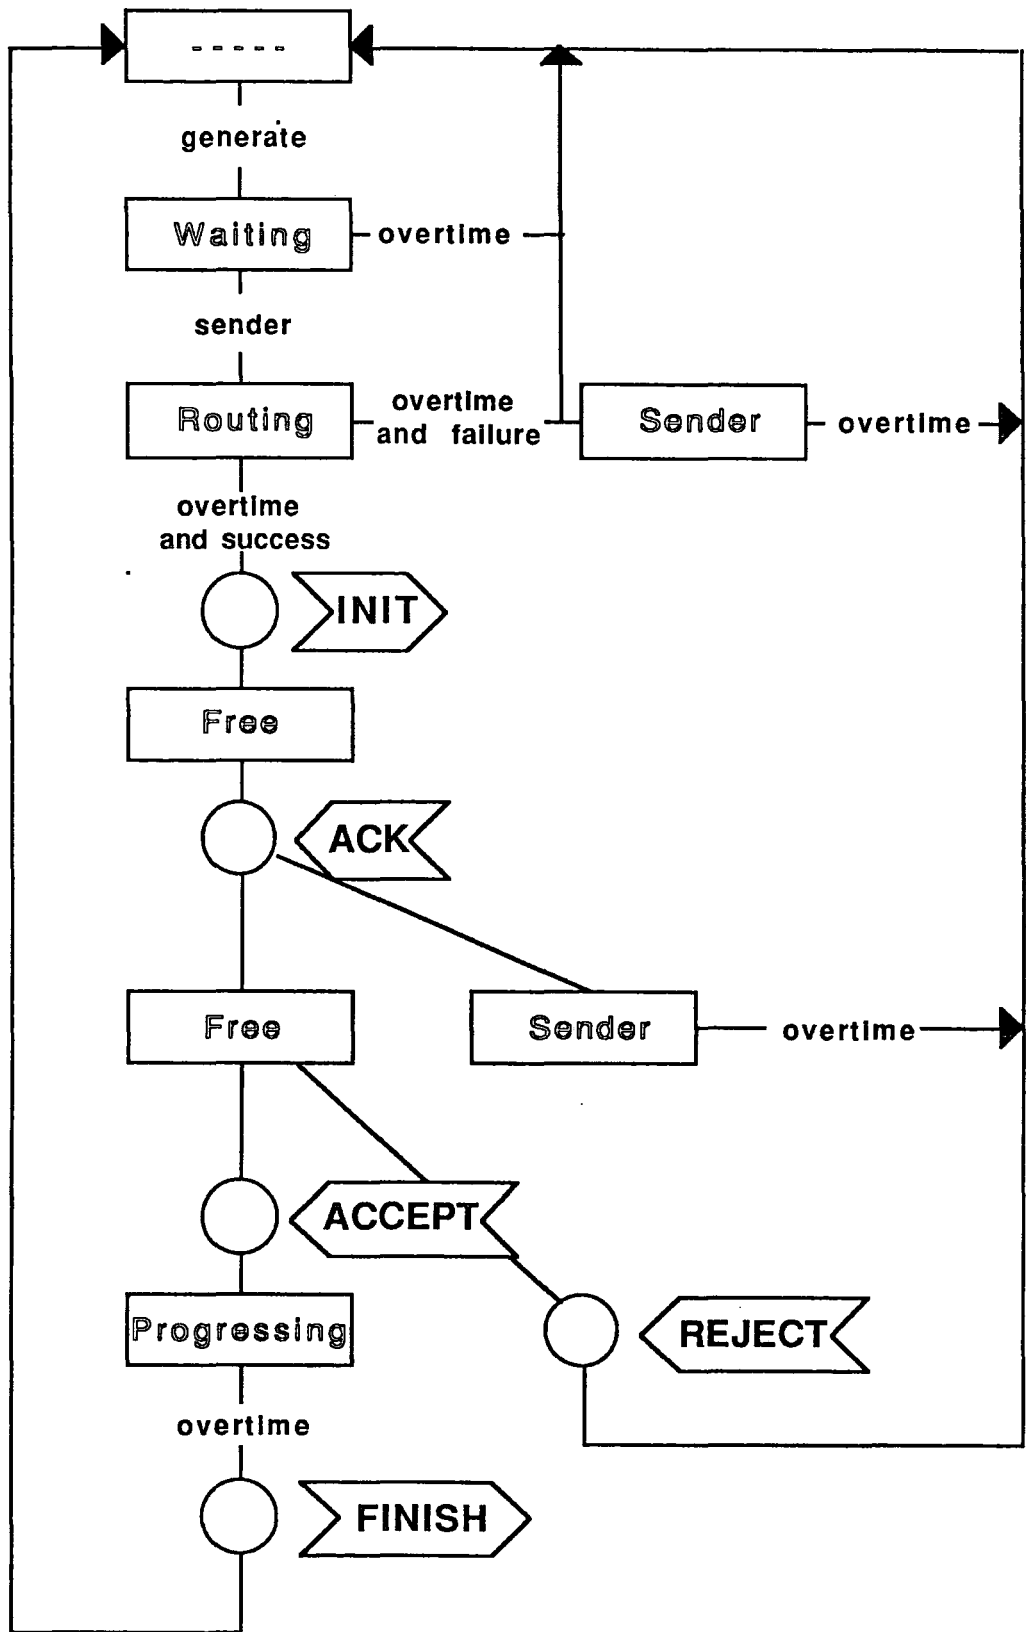 -----
generate
Waiting
overtime
sender
Routing
overtime
and failure
Sender
overtime
overtime
and success
INIT
Free
ACK
Free
Sender
overtime
ACCEPT
Progressing
REJECT
overtime
FINISH